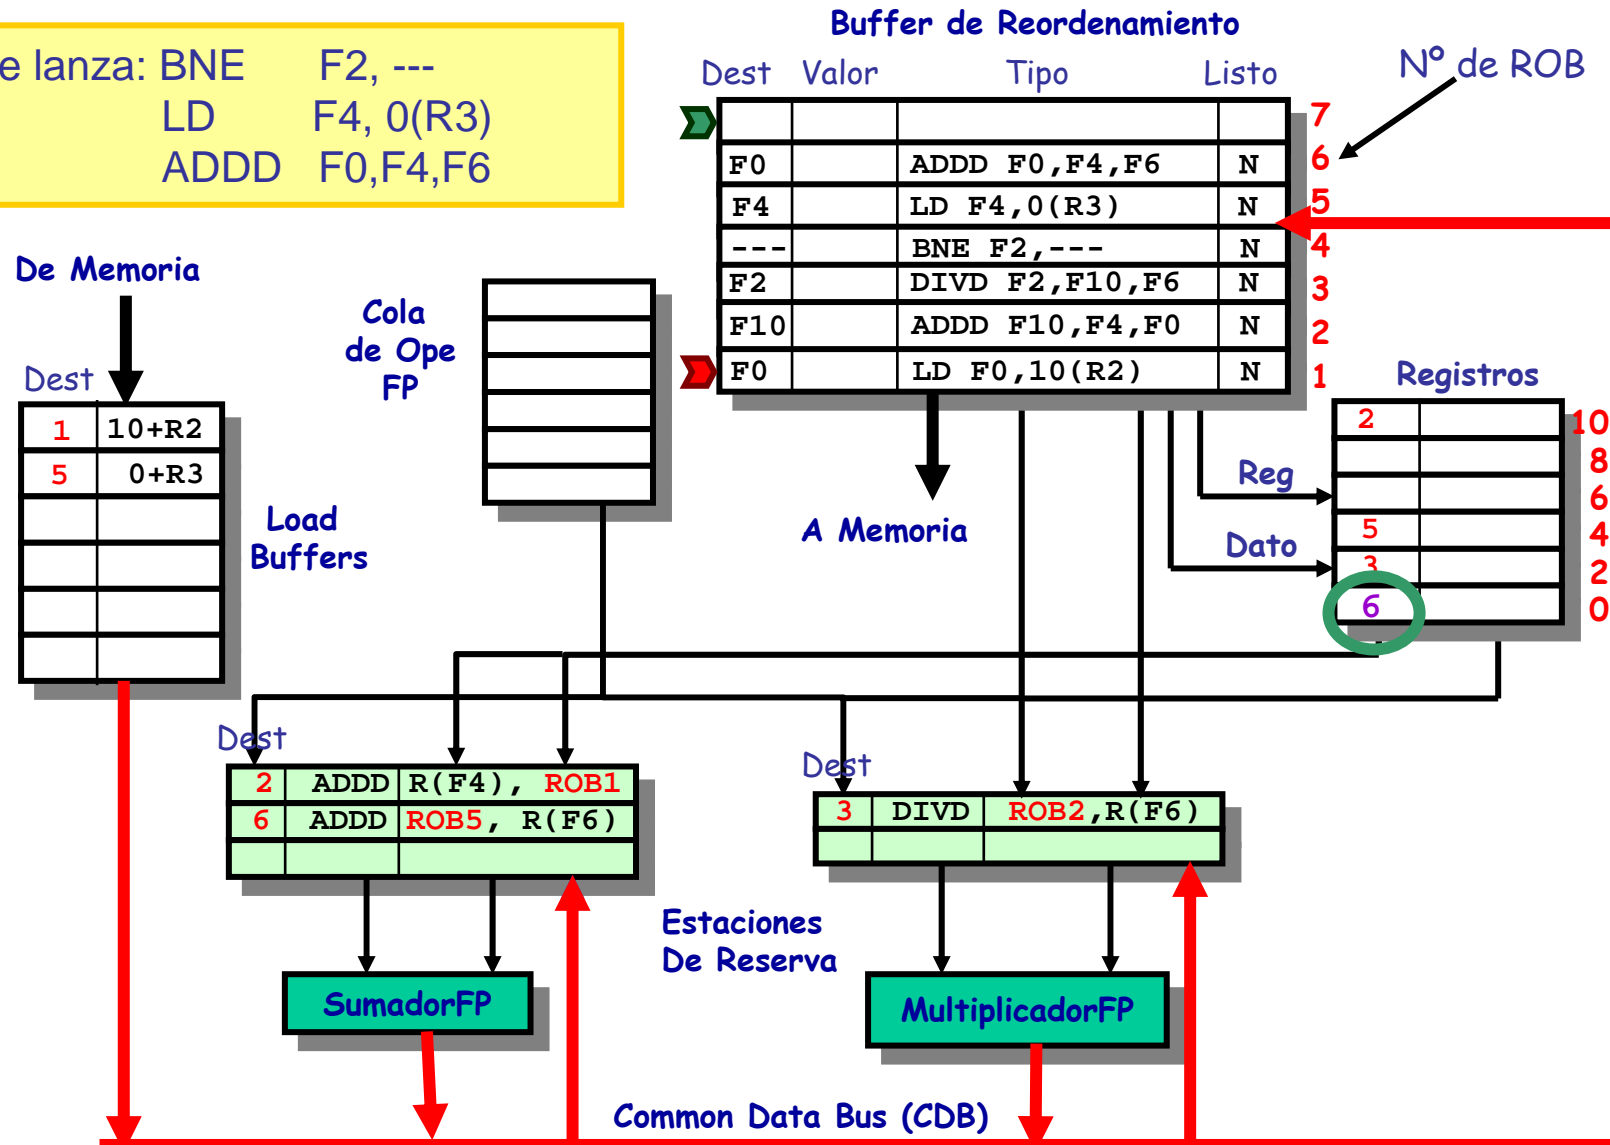 e lanza: BNE F2, ---
LD F4, 0(R3)
ADDD F0,F4,F6
Buffer de Reordenamiento
Dest Valor Tipo Listo
Nº de ROB
7
F0 ADDD F0,F4,F6 N 6
F4 LD F4,0(R3) N 5
--- BNE F2,--- N 4
F2 DIVD F2,F10,F6 N 3
F10 ADDD F10,F4,F0 N 2
F0 LD F0,10(R2) N 1
De Memoria
Dest
1 10+R2
5 0+R3
Load
Buffers
Cola
de Ope
FP
A Memoria
Registros
Reg
Dato
2 10
8
6
5 4
3 2
6 0
Dest
2 ADDD R(F4), ROB1
6 ADDD ROB5, R(F6)
Dest
3 DIVD ROB2,R(F6)
Estaciones
De Reserva
SumadorFP
MultiplicadorFP
Common Data Bus (CDB)